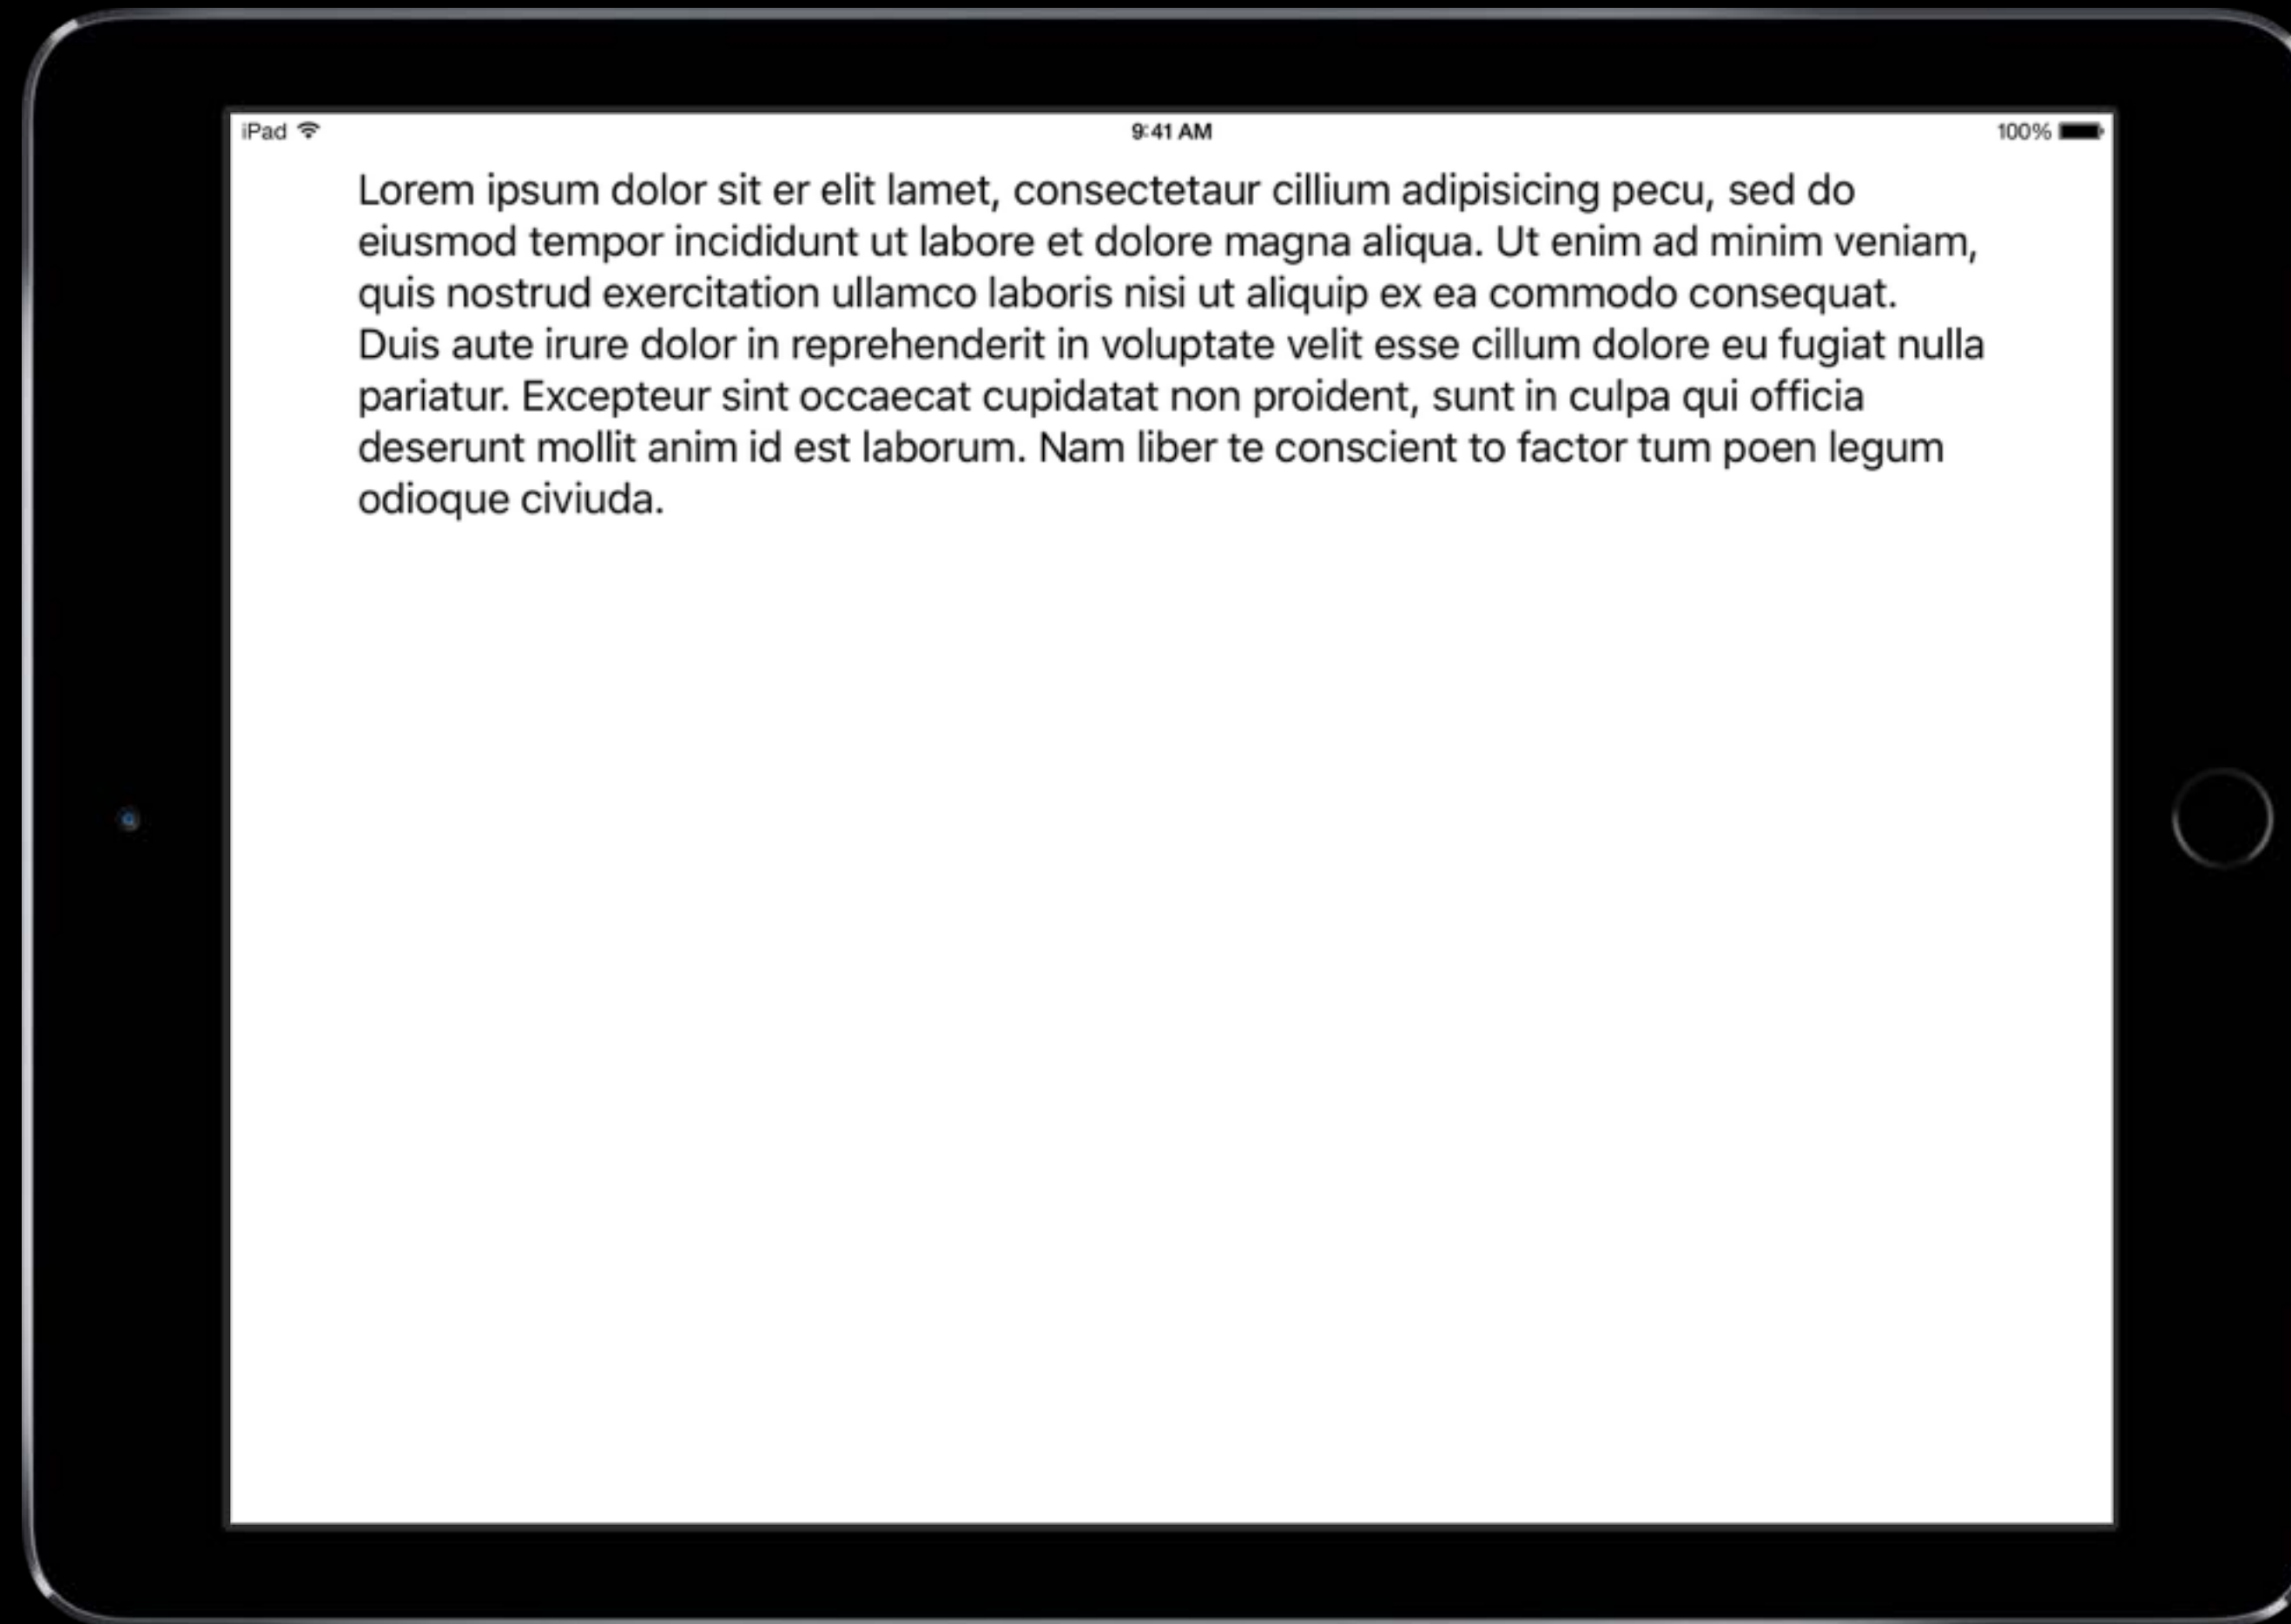 iPad
9:41 AM
100%
Lorem ipsum dolor sit er elit lamet, consectetaur cillium adipisicing pecu, sed do
eiusmod tempor incididunt ut labore et dolore magna aliqua. Ut enim ad minim veniam,
quis nostrud exercitation ullamco laboris nisi ut aliquip ex ea commodo consequat.
Duis aute irure dolor in reprehenderit in voluptate velit esse cillum dolore eu fugiat nulla
pariatur. Excepteur sint occaecat cupidatat non proident, sunt in culpa qui officia
deserunt mollit anim id est laborum. Nam liber te conscient to factor tum poen legum
odioque civiuda.